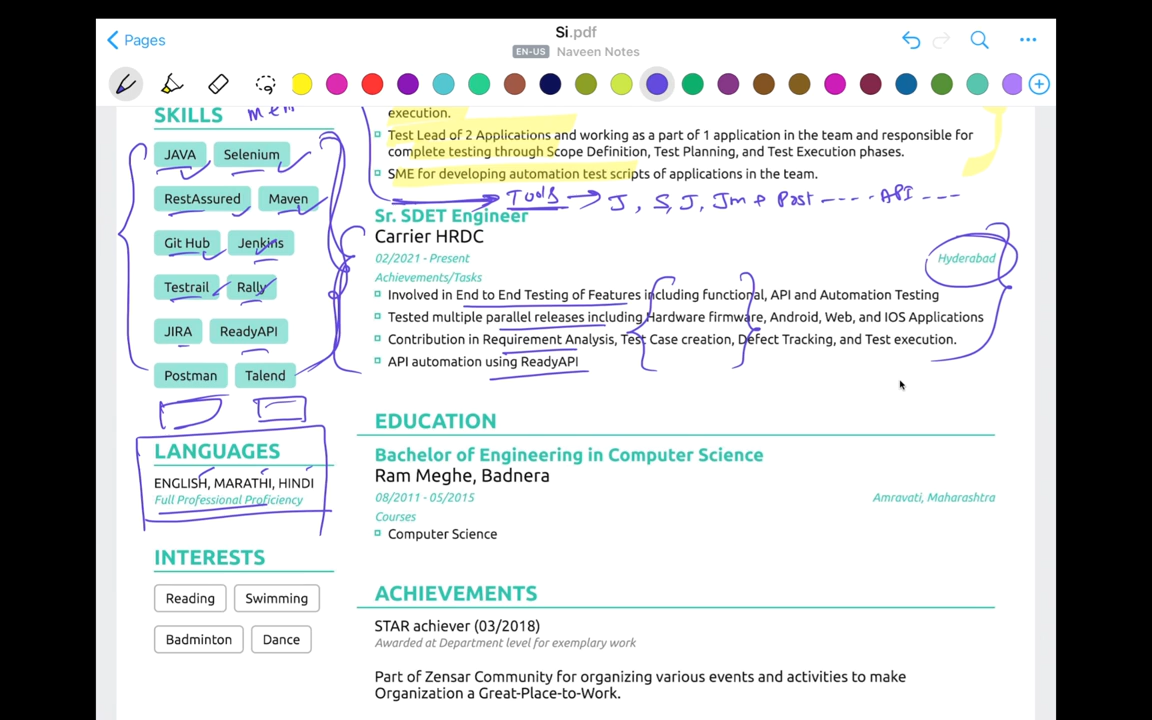 Pages
Si.pdf
EN-US Naveen Notes
SKILLS
JAVA Selenium
RestAssured Maven
Git Hub Jenkins
Testrail Rally
JIRA ReadyAPI
Postman Talend
LANGUAGES
ENGLISH, MARATHI, HINDI
Full Professional Proficiency
INTERESTS
Reading Swimming
Badminton Dance
execution.
Test Lead of 2 Applications and working as a part of 1 application in the team and responsible for
complete testing through Scope Definition, Test Planning, and Test Execution phases.
SME for developing automation test scripts of applications in the team.
Tools → J, S, J, Jm + Post ---- API ---
Sr. SDET Engineer
Carrier HRDC
02/2021 - Present Hyderabad
Achievements/Tasks
Involved in End to End Testing of Features including functional, API and Automation Testing
Tested multiple parallel releases including Hardware firmware, Android, Web, and IOS Applications
Contribution in Requirement Analysis, Test Case creation, Defect Tracking, and Test execution.
API automation using ReadyAPI
EDUCATION
Bachelor of Engineering in Computer Science
Ram Meghe, Badnera
08/2011 - 05/2015 Amravati, Maharashtra
Courses
Computer Science
ACHIEVEMENTS
STAR achiever (03/2018)
Awarded at Department level for exemplary work
Part of Zensar Community for organizing various events and activities to make
Organization a Great-Place-to-Work.